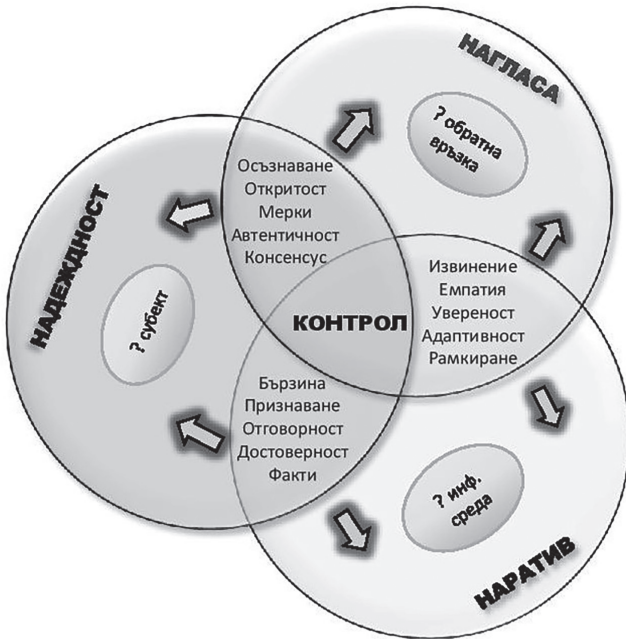 НАГЛАСА
? обратна
връзка
Осъзнаване
Откритост
Мерки
Автентичност
Консенсус
НАДЕЖДНОСТ
? субект
КОНТРОЛ
Извинение
Емпатия
Увереност
Адаптивност
Рамкиране
Бързина
Признаване
Отговорност
Достоверност
Факти
? инф.
среда
НАРАТИВ